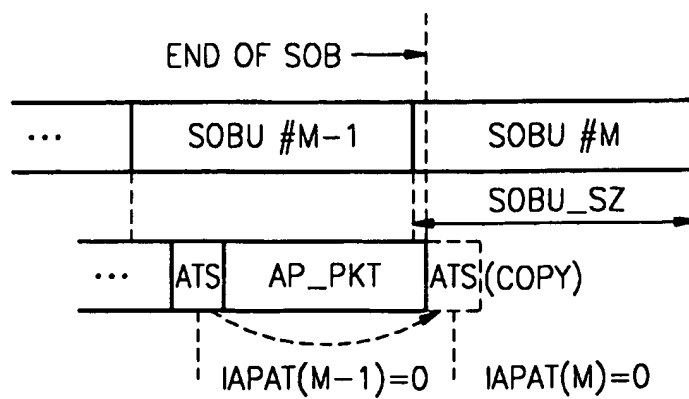 END OF SOB
... SOBU #M-1 SOBU #M
SOBU_SZ
... ATS AP_PKT ATS (COPY)
IAPAT(M-1)=0 IAPAT(M)=0